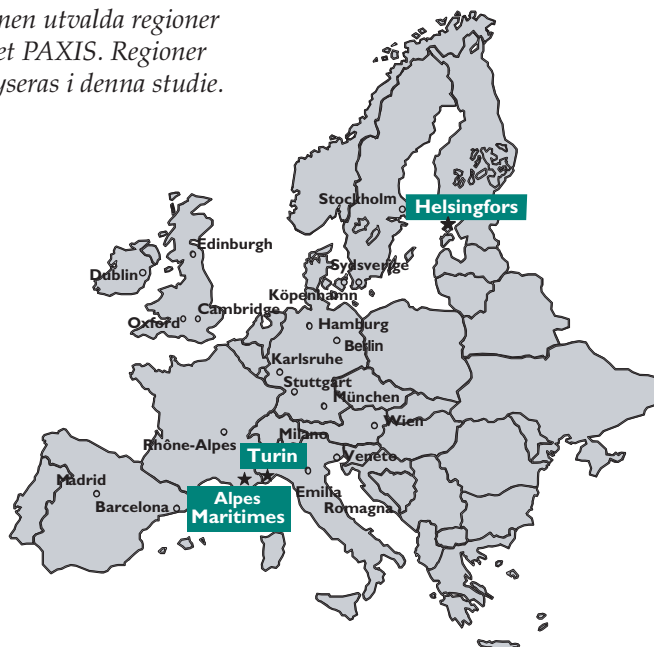 nen utvalda regioner
et PAXIS. Regioner
yseras i denna studie.
Stockholm
Helsingfors
Edinburgh
Dublin
Sydsverige
Köpenhamn
Cambridge
Oxford
Hamburg
Berlin
Karlsruhe
Stuttgart
München
Wien
Rhône-Alpes
Milano
Turin
Veneto
Madrid
Barcelona
Alpes
Maritimes
Emilia
Romagna